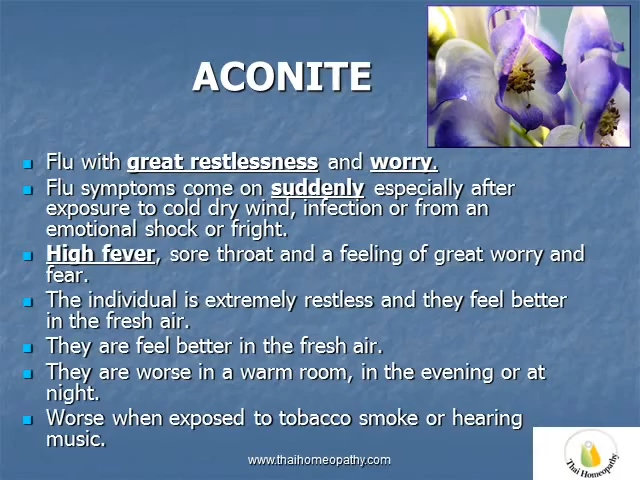 ACONITE
Flu with great restlessness and worry.
Flu symptoms come on suddenly especially after
exposure to cold dry wind, infection or from an
emotional shock or fright.
High fever, sore throat and a feeling of great worry and
fear.
The individual is extremely restless and they feel better
in the fresh air.
They are feel better in the fresh air.
They are worse in a warm room, in the evening or at
night.
Worse when exposed to tobacco smoke or hearing
music.
www.thaihomeopathy.com
Thai Homeopathy